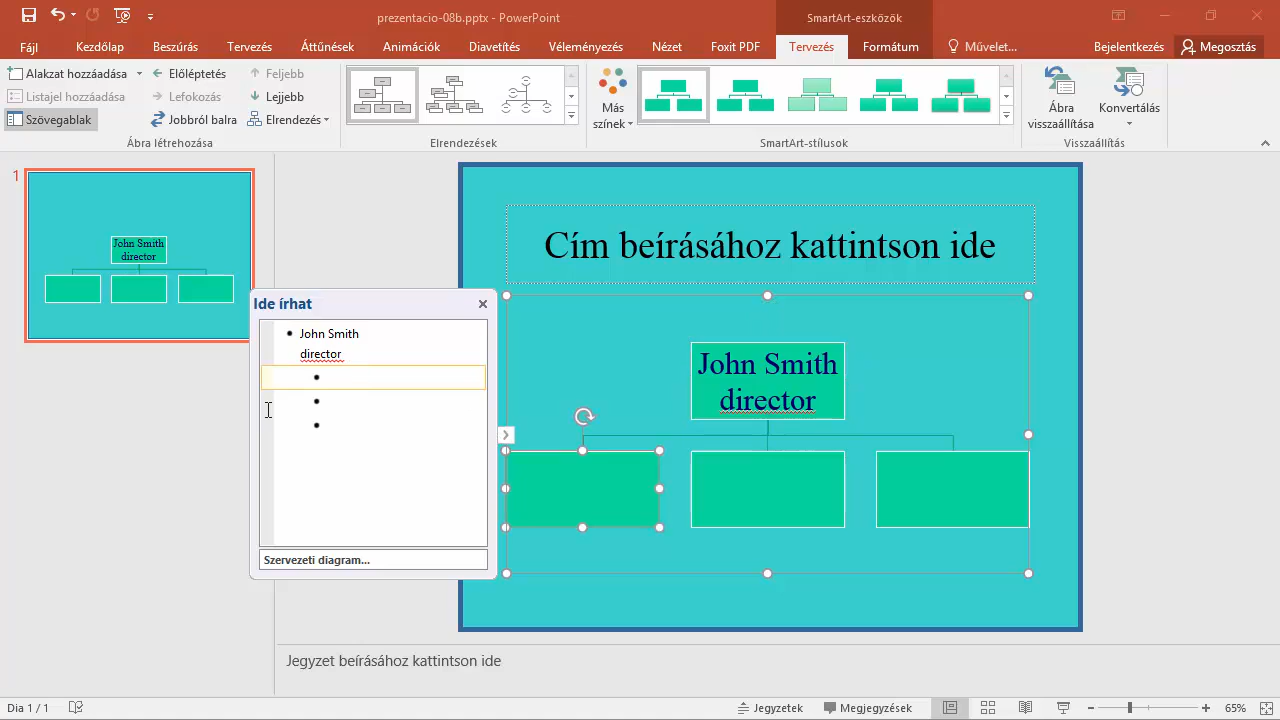 prezentacio-08b.pptx - PowerPoint
SmartArt-eszközök
Fájl Kezdőlap Beszúrás Tervezés Áttűnések Animációk Diavetítés Véleményezés Nézet Foxit PDF Tervezés Formátum Művelet... Bejelentkezés Megosztás
Alakzat hozzáadása Előléptetés Feljebb
Listajel hozzáadása Lefokozás Lejjebb
Szövegablak Jobbról balra Elrendezés
Más színek
Ábra visszaállítása
Konvertálás
Ábra létrehozása Elrendezések SmartArt-stílusok Visszaállítás
1
John Smith
director
Cím beírásához kattintson ide
Ide írhat
John Smith
director
Szervezeti diagram...
John Smith
director
Jegyzet beírásához kattintson ide
Dia 1 / 1 Jegyzetek Megjegyzések 65%